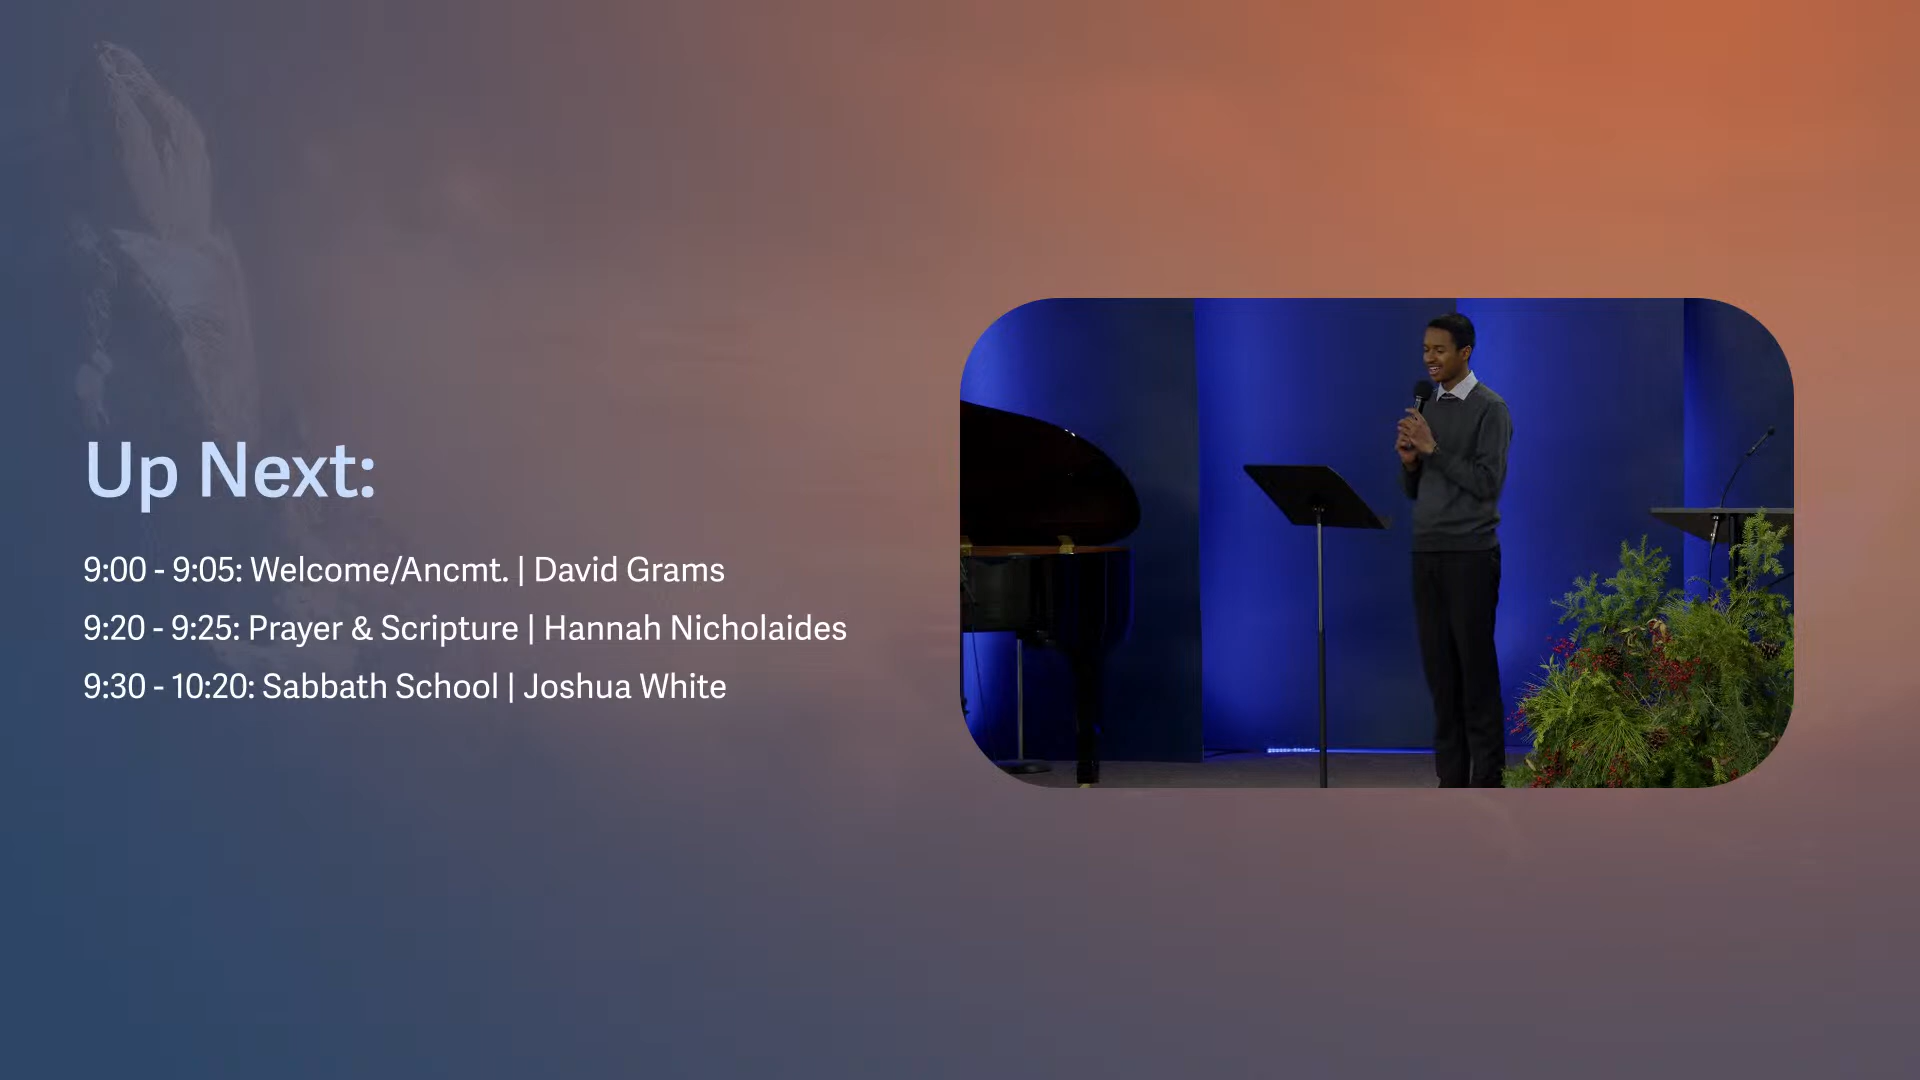 Up Next:
9:00 - 9:05: Welcome/Ancmt. | David Grams
9:20 - 9:25: Prayer & Scripture | Hannah Nicholaides
9:30 - 10:20: Sabbath School | Joshua White